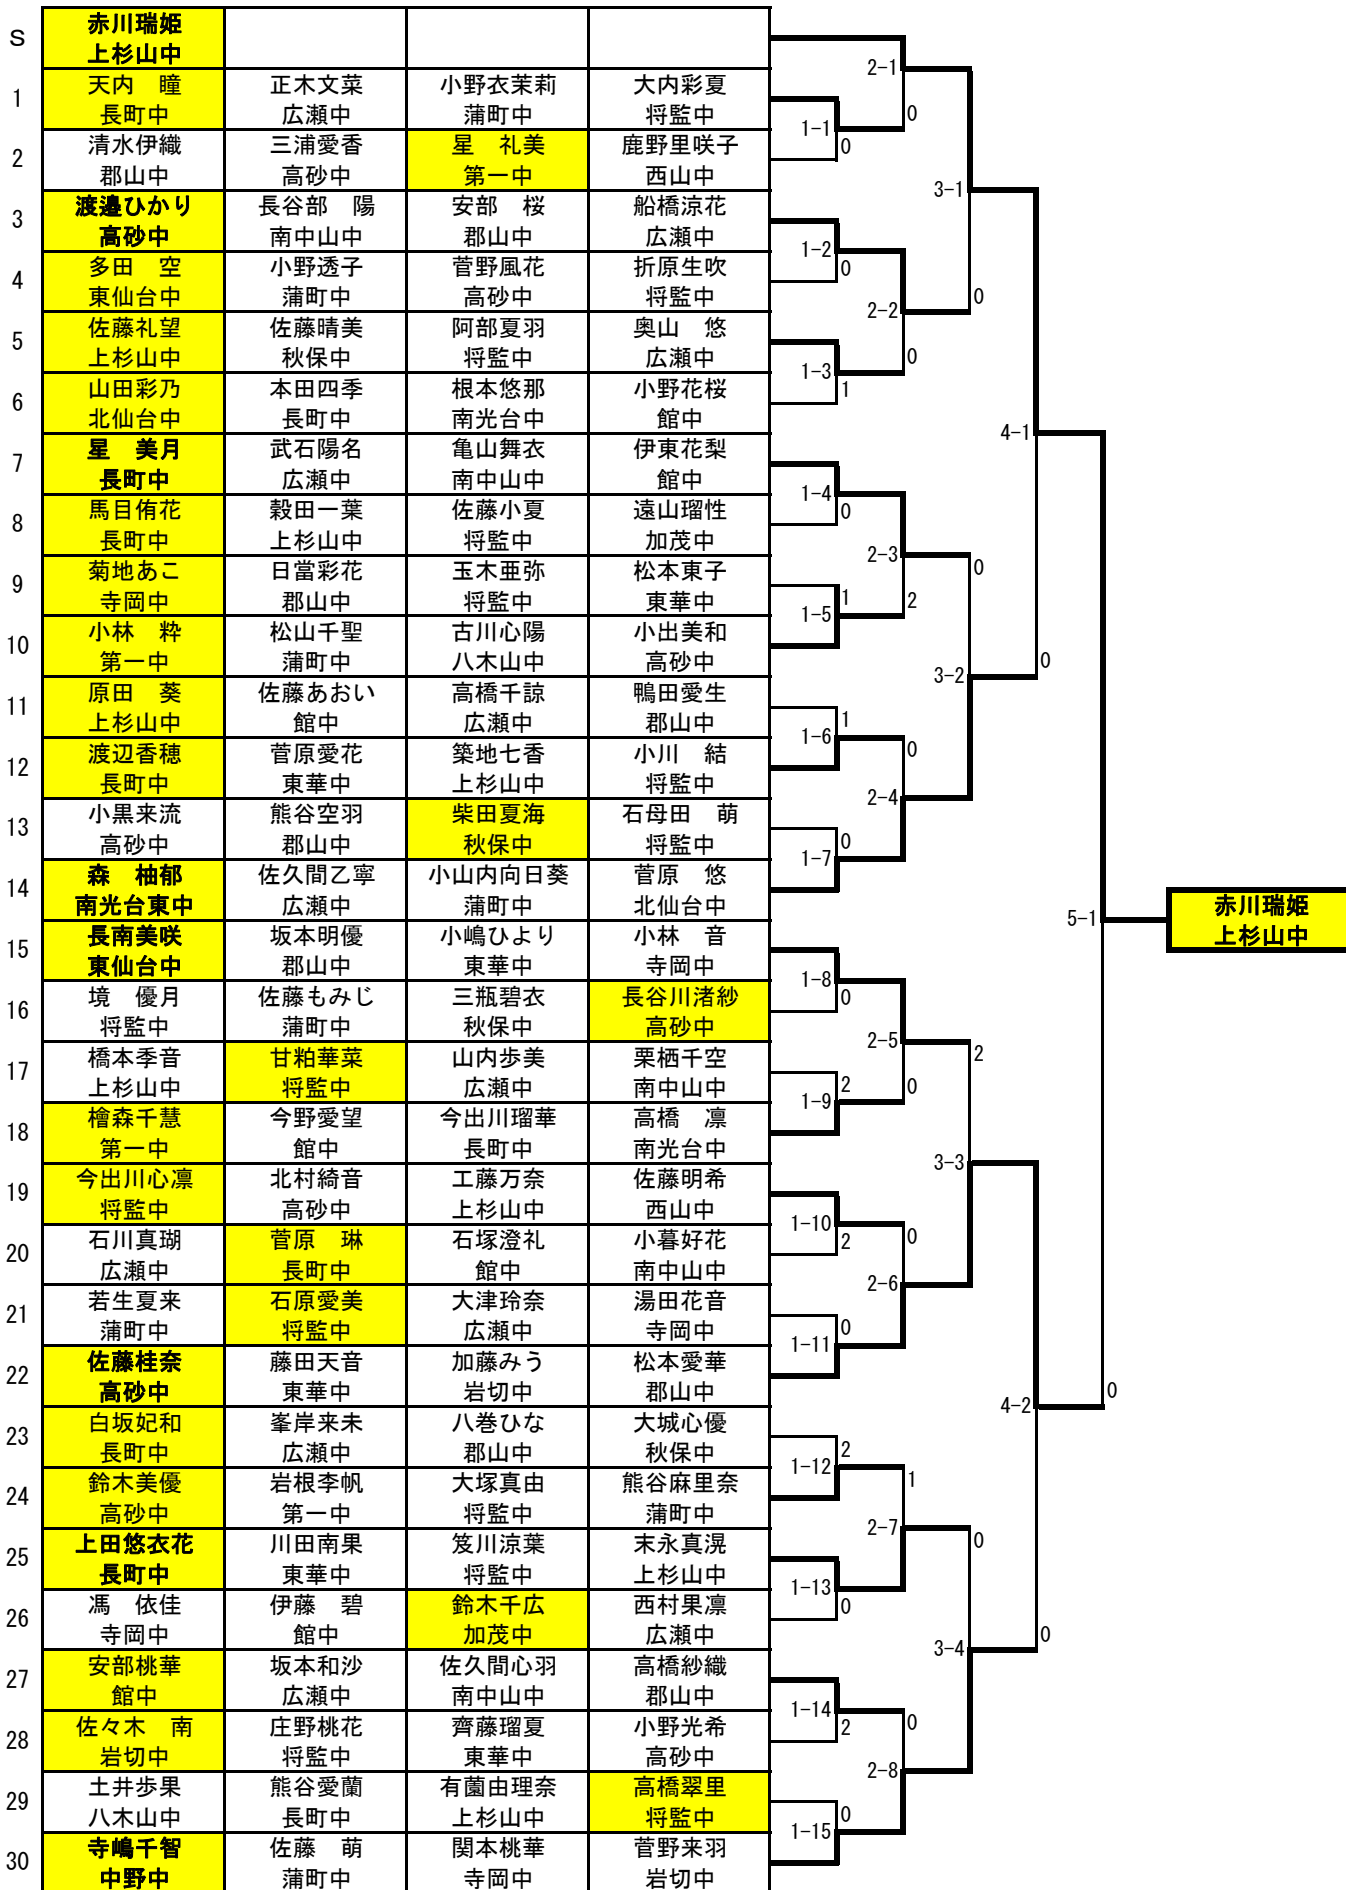 S
赤川瑞姫
上杉山中
1
天内　瞳 正木文菜 小野衣茉莉 大内彩夏
長町中 広瀬中 蒲町中 将監中
2
清水伊織 三浦愛香 星　礼美 鹿野里咲子
郡山中 高砂中 第一中 西山中
3
渡邉ひかり 長谷部　陽 安部　桜 船橋涼花
高砂中 南中山中 郡山中 広瀬中
4
多田　空 小野透子 菅野風花 折原生吹
東仙台中 蒲町中 高砂中 将監中
5
佐藤礼望 佐藤晴美 阿部夏羽 奥山　悠
上杉山中 秋保中 将監中 広瀬中
6
山田彩乃 本田四季 根本悠那 小野花桜
北仙台中 長町中 南光台中 館中
7
星　美月 武石陽名 亀山舞衣 伊東花梨
長町中 広瀬中 南中山中 館中
8
馬目侑花 穀田一葉 佐藤小夏 遠山瑠性
長町中 上杉山中 将監中 加茂中
9
菊地あこ 日當彩花 玉木亜弥 松本東子
寺岡中 郡山中 将監中 東華中
10
小林　粋 松山千聖 古川心陽 小出美和
第一中 蒲町中 八木山中 高砂中
11
原田　葵 佐藤あおい 高橋千諒 鴨田愛生
上杉山中 館中 広瀬中 郡山中
12
渡辺香穂 菅原愛花 築地七香 小川　結
長町中 東華中 上杉山中 将監中
13
小黒来流 熊谷空羽 柴田夏海 石母田　萌
高砂中 郡山中 秋保中 将監中
14
森　柚郁 佐久間乙寧 小山内向日葵 菅原　悠
南光台東中 広瀬中 蒲町中 北仙台中
15
長南美咲 坂本明優 小嶋ひより 小林　音
東仙台中 郡山中 東華中 寺岡中
16
境　優月 佐藤もみじ 三瓶碧衣 長谷川渚紗
将監中 蒲町中 秋保中 高砂中
17
橋本季音 甘粕華菜 山内歩美 栗栖千空
上杉山中 将監中 広瀬中 南中山中
18
檜森千慧 今野愛望 今出川瑠華 高橋　凛
第一中 館中 長町中 南光台中
19
今出川心凛 北村綺音 工藤万奈 佐藤明希
将監中 高砂中 上杉山中 西山中
20
石川真瑚 菅原　琳 石塚澄礼 小暮好花
広瀬中 長町中 館中 南中山中
21
若生夏来 石原愛美 大津玲奈 湯田花音
蒲町中 将監中 広瀬中 寺岡中
22
佐藤桂奈 藤田天音 加藤みう 松本愛華
高砂中 東華中 岩切中 郡山中
23
白坂妃和 峯岸来未 八巻ひな 大城心優
長町中 広瀬中 郡山中 秋保中
24
鈴木美優 岩根李帆 大塚真由 熊谷麻里奈
高砂中 第一中 将監中 蒲町中
25
上田悠衣花 川田南果 笈川涼葉 末永真滉
長町中 東華中 将監中 上杉山中
26
馮　依佳 伊藤　碧 鈴木千広 西村果凛
寺岡中 館中 加茂中 広瀬中
27
安部桃華 坂本和沙 佐久間心羽 高橋紗織
館中 広瀬中 南中山中 郡山中
28
佐々木　南 庄野桃花 齊藤瑠夏 小野光希
岩切中 将監中 東華中 高砂中
29
土井歩果 熊谷愛蘭 有薗由理奈 高橋翠里
八木山中 長町中 上杉山中 将監中
30
寺嶋千智 佐藤　萌 関本桃華 菅野来羽
中野中 蒲町中 寺岡中 岩切中
2-1
0
1-1
0
3-1
1-2
0
0
2-2
0
1-3
1
4-1
1-4
0
2-3
0
1
2
1-5
0
3-2
1
1-6
0
2-4
0
1-7
5-1
赤川瑞姫
上杉山中
1-8
0
2-5
2
2
0
1-9
3-3
1-10
0
2
2-6
0
1-11
0
4-2
2
1-12
1
2-7
0
1-13
0
0
3-4
1-14
0
2
2-8
0
1-15